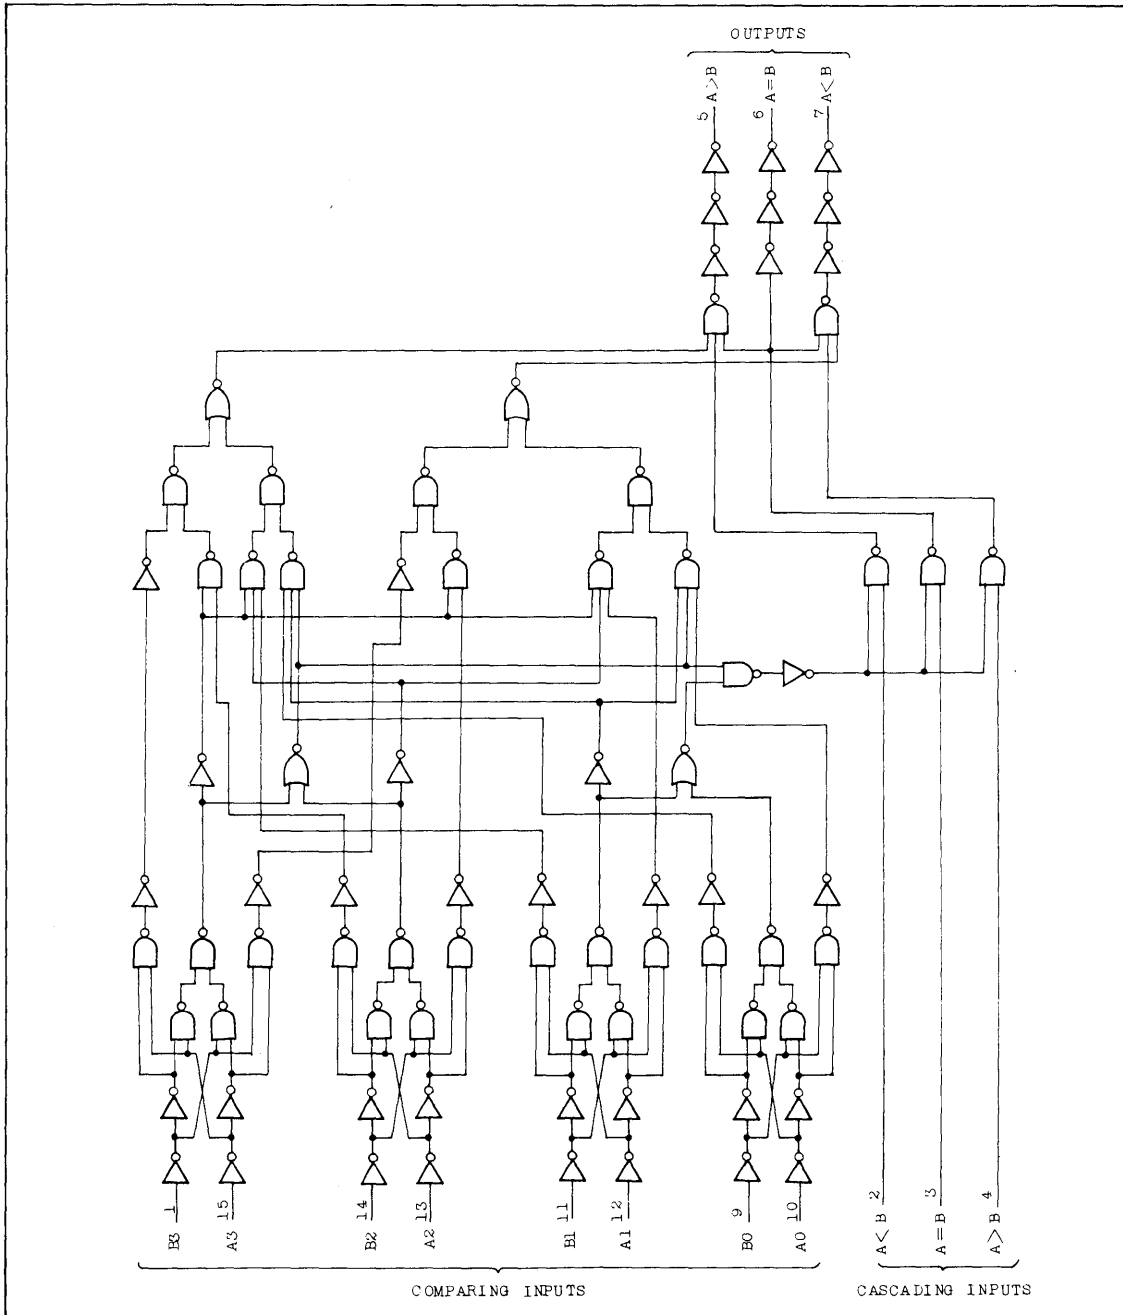 OUTPUTS
5 A>B
6 A=B
7 A<B
B3 1
A3 15
B2 14
A2 13
B1 11
A1 12
B0 9
A0 10
A<B 2
A=B 3
A>B 4
COMPARING INPUTS
CASCADING INPUTS